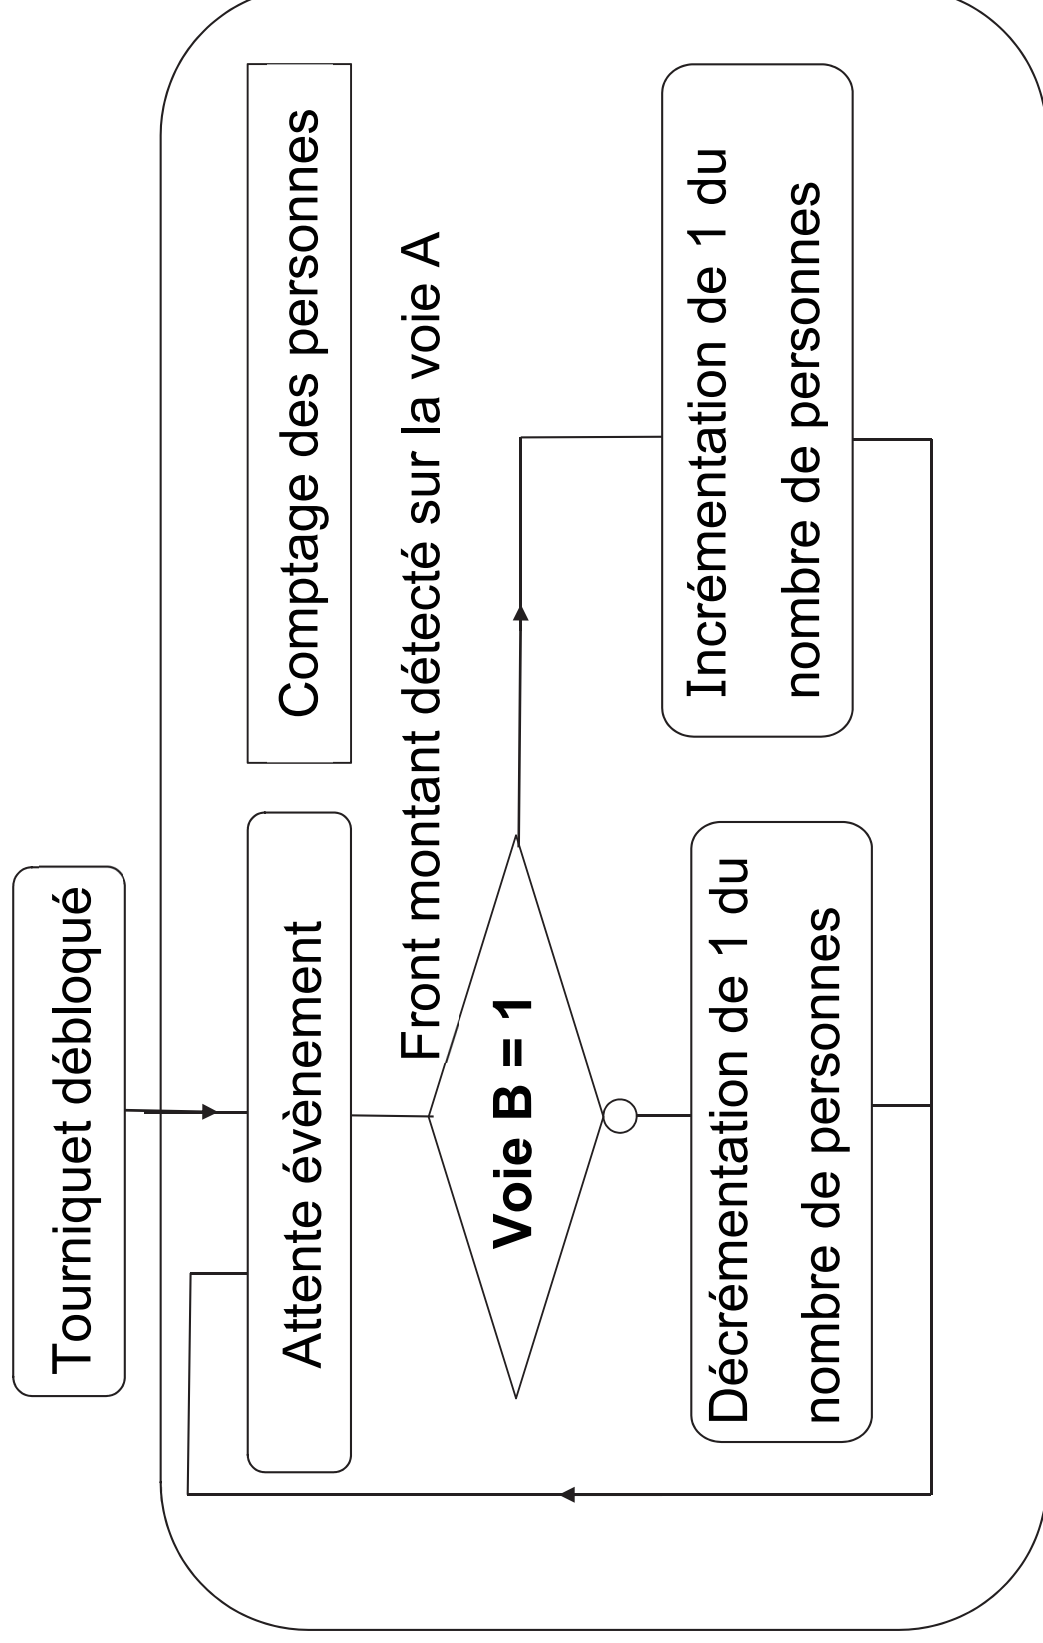 Tourniquet débloqué
Attente évènement
Comptage des personnes
Front montant détecté sur la voie A
Voie B = 1
Décrémentation de 1 du
nombre de personnes
Incrémentation de 1 du
nombre de personnes